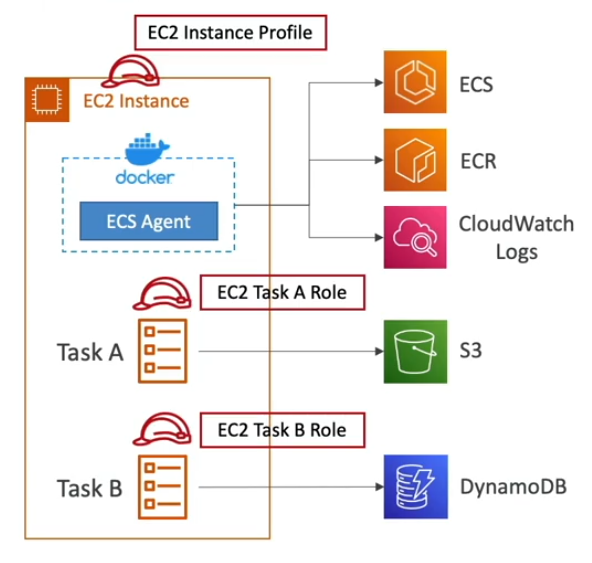 EC2 Instance Profile
EC2 Instance
docker
ECS Agent
ECS
ECR
CloudWatch
Logs
EC2 Task A Role
Task A
S3
EC2 Task B Role
Task B
DynamoDB